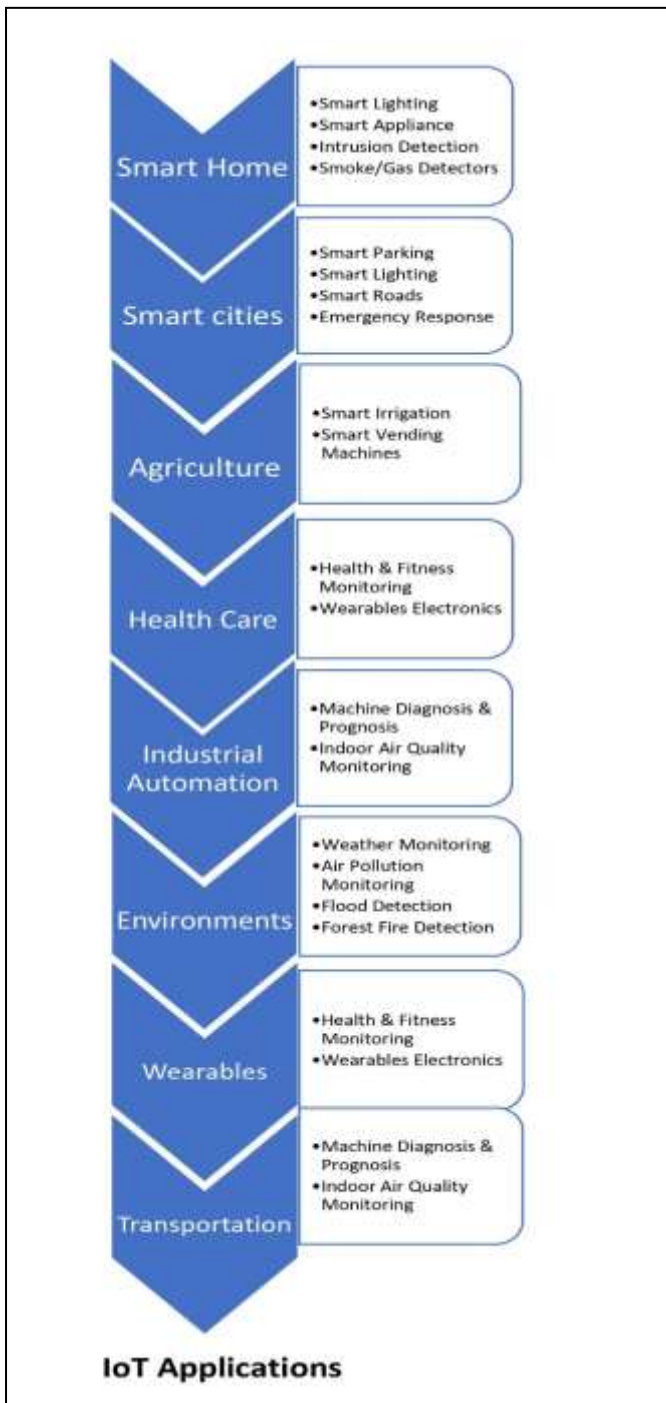 Smart Home
•Smart Lighting
•Smart Appliance
•Intrusion Detection
•Smoke/Gas Detectors
Smart cities
•Smart Parking
•Smart Lighting
•Smart Roads
•Emergency Response
Agriculture
•Smart Irrigation
•Smart Vending
Machines
Health Care
•Health & Fitness
Monitoring
•Wearables Electronics
Industrial
Automation
•Machine Diagnosis &
Prognosis
•Indoor Air Quality
Monitoring
Environments
•Weather Monitoring
•Air Pollution
Monitoring
•Flood Detection
•Forest Fire Detection
Wearables
•Health & Fitness
Monitoring
•Wearables Electronics
Transportation
•Machine Diagnosis &
Prognosis
•Indoor Air Quality
Monitoring
IoT Applications